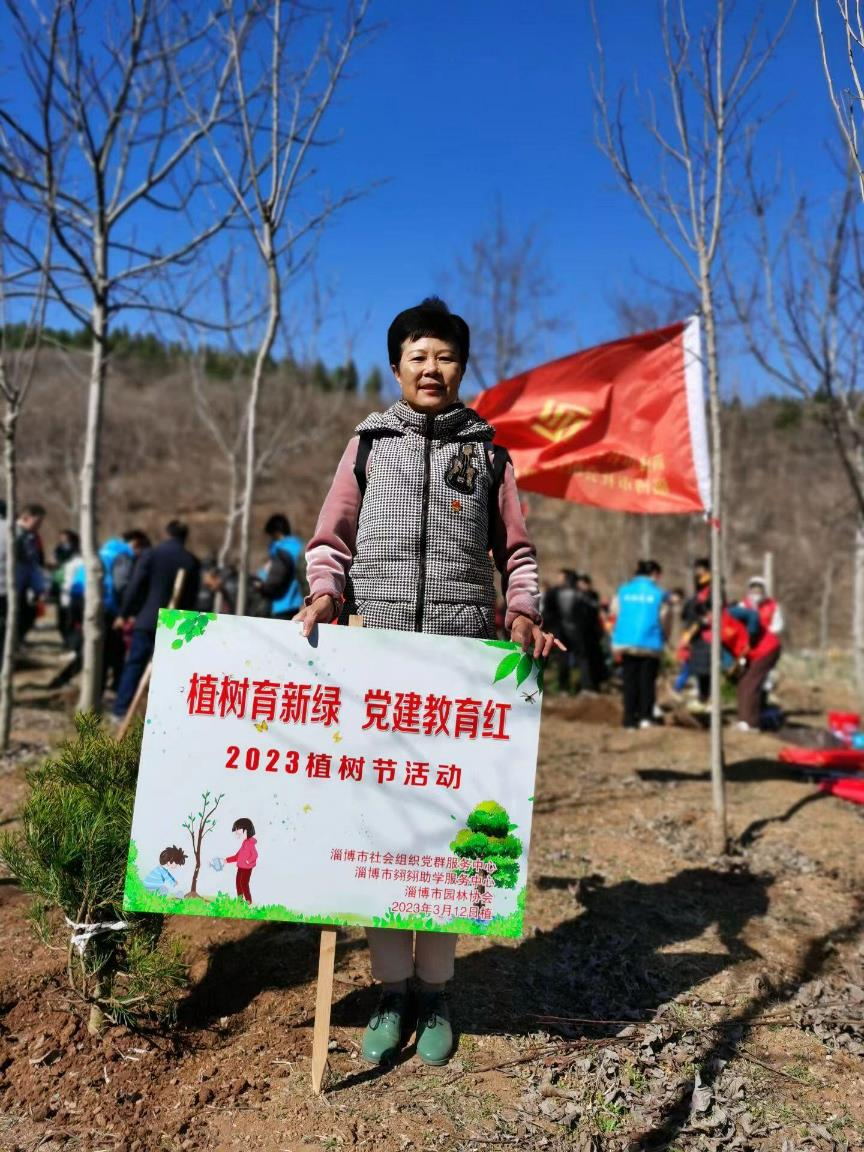 植树育新绿 党建教育红
2023植树节活动
淄博市社会组织党群服务中心
淄博市翗翗助学服务中心
淄博市园林协会
2023年3月12日植